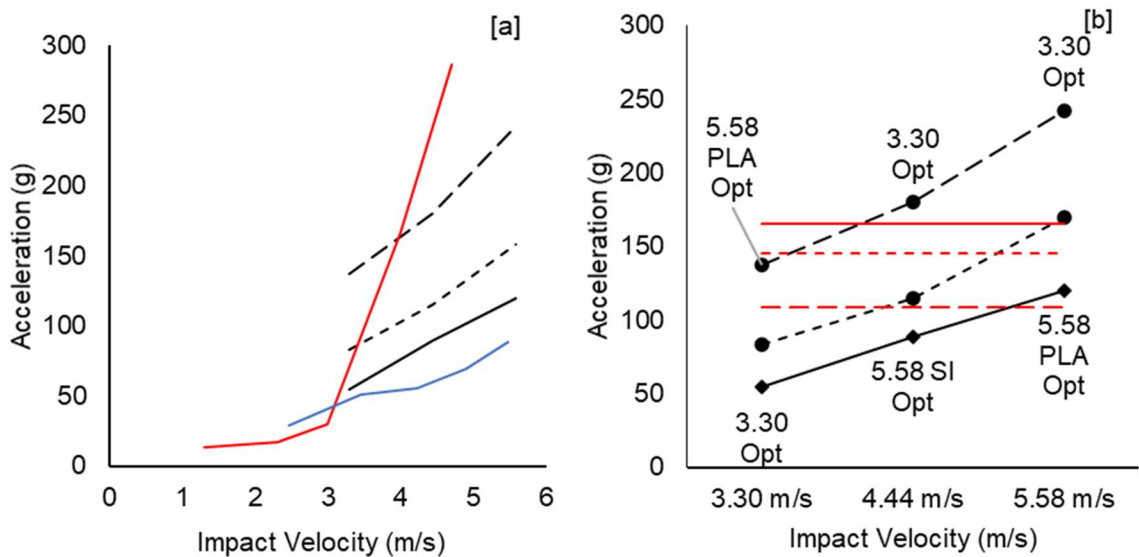 [a]
300
250
200
150
100
50
0
Acceleration (g)
0 1 2 3 4 5 6
Impact Velocity (m/s)
[b]
300
250
200
150
100
50
0
Acceleration (g)
3.30
Opt
5.58
PLA
Opt
3.30
Opt
3.30
Opt
5.58 SI
Opt
5.58
PLA
Opt
3.30 m/s 4.44 m/s 5.58 m/s
Impact Velocity (m/s)